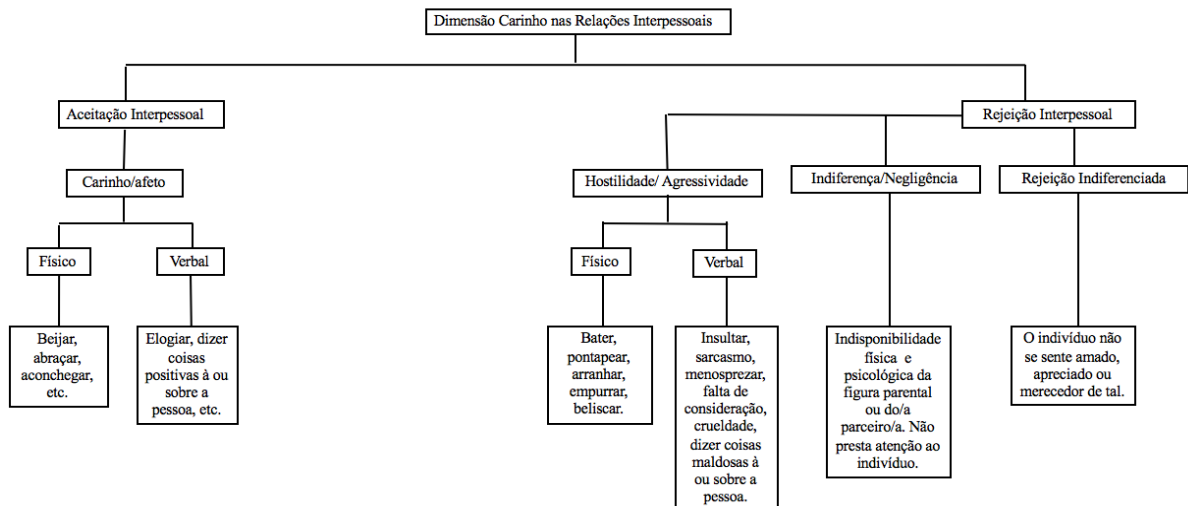 Dimensão Carinho nas Relações Interpessoais
Aceitação Interpessoal
Rejeição Interpessoal
Carinho/afeto
Hostilidade/ Agressividade
Indiferença/Negligência
Rejeição Indiferenciada
Físico
Verbal
Físico
Verbal
Beijar,
abraçar,
aconchegar,
etc.
Elogiar, dizer
coisas
positivas à ou
sobre a
pessoa, etc.
Bater,
pontapear,
arranhar,
empurrar,
beliscar.
Insultar,
sarcasmo,
menosprezar,
falta de
consideração,
crueldade,
dizer coisas
maldosas à
ou sobre a
pessoa.
Indisponibilidade
física e
psicológica da
figura parental
ou do/a
parceiro/a. Não
presta atenção ao
indivíduo.
O indivíduo não
se sente amado,
apreciado ou
merecedor de tal.